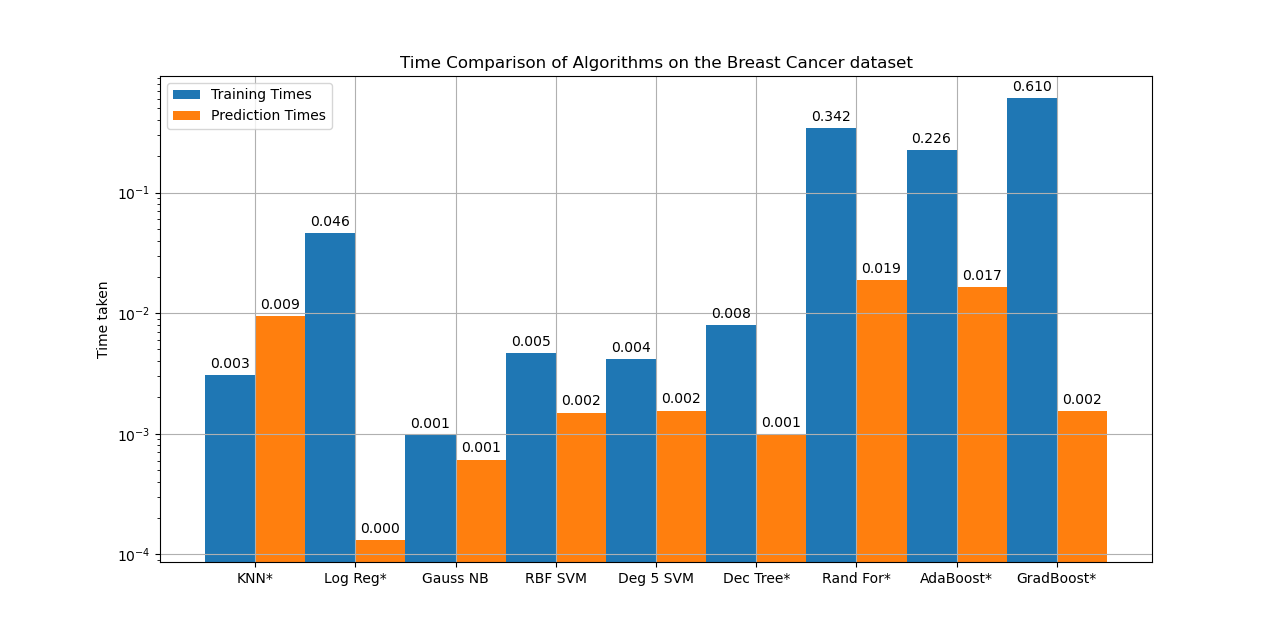 Time Comparison of Algorithms on the Breast Cancer dataset
Training Times
Prediction Times
Time taken
10⁻¹
10⁻²
10⁻³
10⁻⁴
0.003
0.009
0.046
0.000
0.001
0.001
0.005
0.002
0.004
0.002
0.008
0.001
0.342
0.019
0.226
0.017
0.610
0.002
KNN*
Log Reg*
Gauss NB
RBF SVM
Deg 5 SVM
Dec Tree*
Rand For*
AdaBoost*
GradBoost*